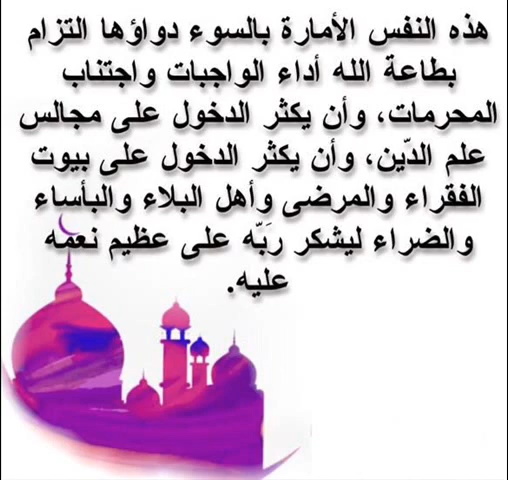 هذه النفس الأمارة بالسوء دواؤها التزام
بطاعة الله أداء الواجبات واجتناب
المحرمات، وأن يكثر الدخول على مجالس
علم الدّين، وأن يكثر الدخول على بيوت
الفقراء والمرضى وأهل البلاء والبأساء
والضراء ليشكر رَبّه على عظيم نعمه
عليه.